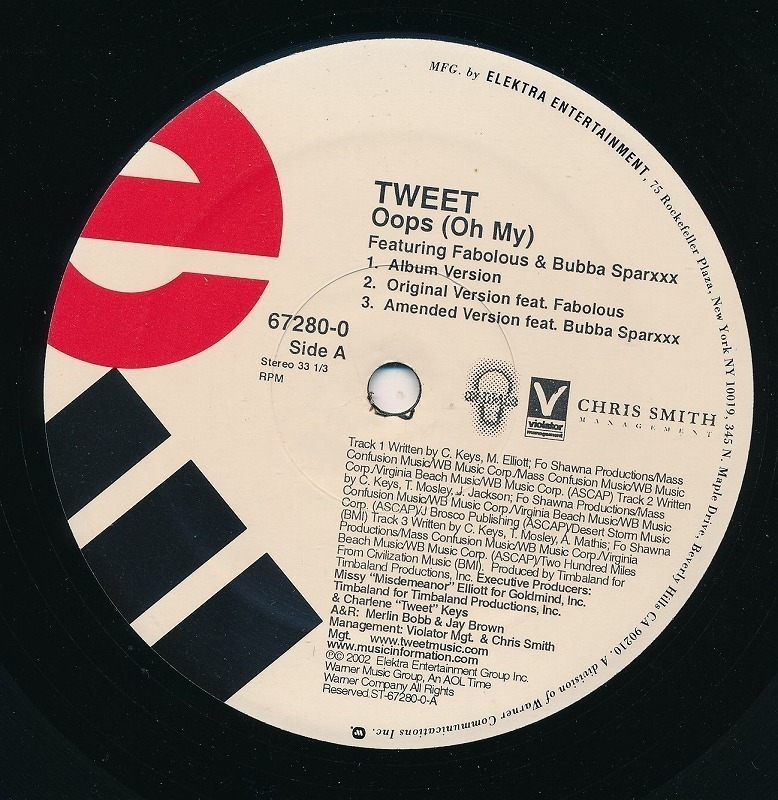 MFG. by ELEKTRA ENTERTAINMENT, 75 Rockefeller Plaza, New York NY 10019, 345 N. Maple Drive, Beverly Hills CA 90210. A division of Warner Communications Inc.
TWEET
Oops (Oh My)
Featuring Fabolous & Bubba Sparxxx
1. Album Version
2. Original Version feat. Fabolous
3. Amended Version feat. Bubba Sparxxx
67280-0
Side A
Stereo 33 1/3
RPM
V
violator
management
CHRIS SMITH
MANAGEMENT
Track 1 Written by C. Keys, M. Elliott; Fo Shawna Productions/Mass
Confusion Music/WB Music Corp./Mass Confusion Music/WB Music
Corp./Virginia Beach Music/WB Music Corp. (ASCAP) Track 2 Written
by C. Keys, T. Mosley, J. Jackson; Fo Shawna Productions/Mass
Confusion Music/WB Music Corp./Virginia Beach Music/WB Music
Corp. (ASCAP)/J Brosco Publishing (ASCAP)/Desert Storm Music
(BMI) Track 3 Written by C. Keys, T. Mosley, A. Mathis; Fo Shawna
Productions/Mass Confusion Music/WB Music Corp./Virginia
Beach Music/WB Music Corp. (ASCAP)/Two Hundred Miles
From Civilization Music (BMI). Produced by Timbaland for
Timbaland Productions, Inc. Executive Producers:
Missy "Misdemeanor" Elliott for Goldmind, Inc.
Timbaland for Timbaland Productions, Inc.
& Charlene "Tweet" Keys
A&R: Merlin Bobb & Jay Brown
Management: Violator Mgt. & Chris Smith
Mgt. www.tweetmusic.com
www.musicinformation.com
℗© 2002 Elektra Entertainment Group Inc.
Warner Music Group, An AOL Time
Warner Company All Rights
Reserved.ST-67280-0-A